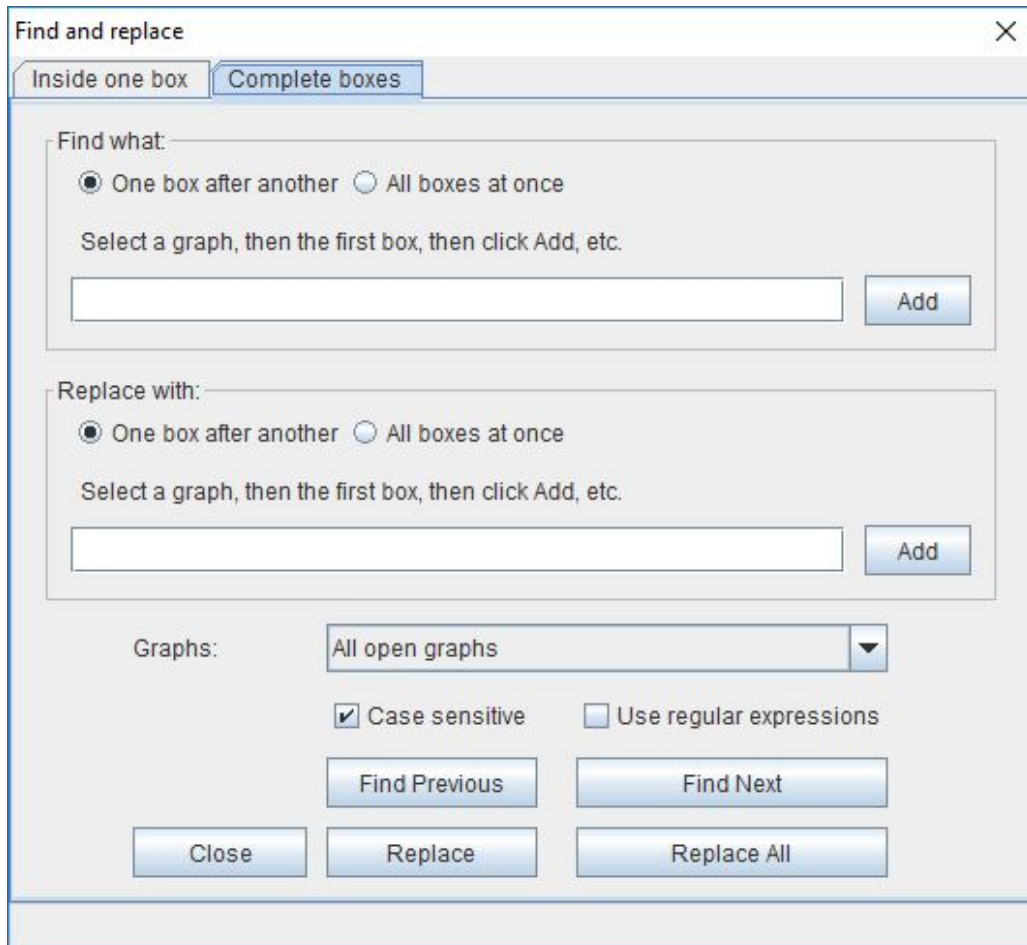 Find and replace
Inside one box Complete boxes
Find what:
One box after another All boxes at once
Select a graph, then the first box, then click Add, etc.
Add
Replace with:
One box after another All boxes at once
Select a graph, then the first box, then click Add, etc.
Add
Graphs: All open graphs
Case sensitive Use regular expressions
Find Previous Find Next
Close Replace Replace All